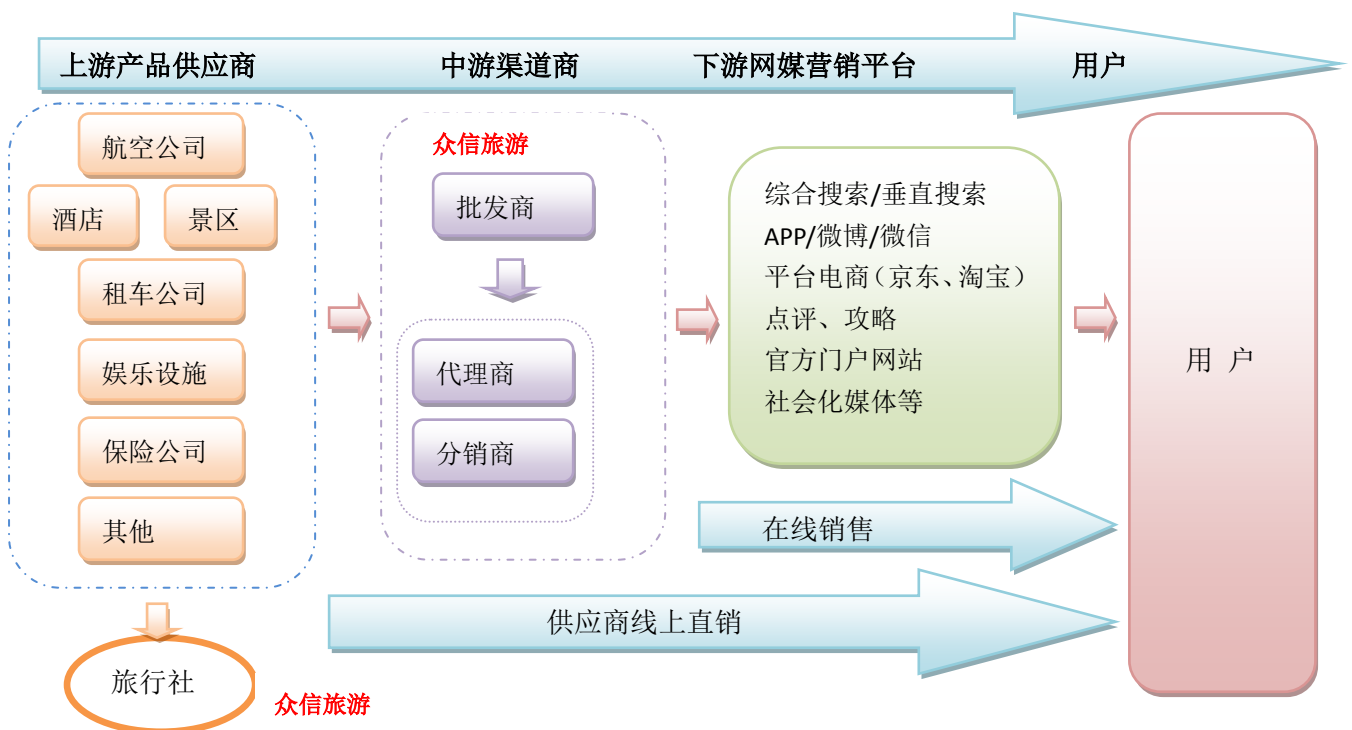 上游产品供应商
中游渠道商
下游网媒营销平台
用户
航空公司
酒店
景区
租车公司
娱乐设施
保险公司
其他
旅行社
众信旅游
众信旅游
批发商
代理商
分销商
综合搜索/垂直搜索
APP/微博/微信
平台电商（京东、淘宝）
点评、攻略
官方门户网站
社会化媒体等
在线销售
供应商线上直销
用 户